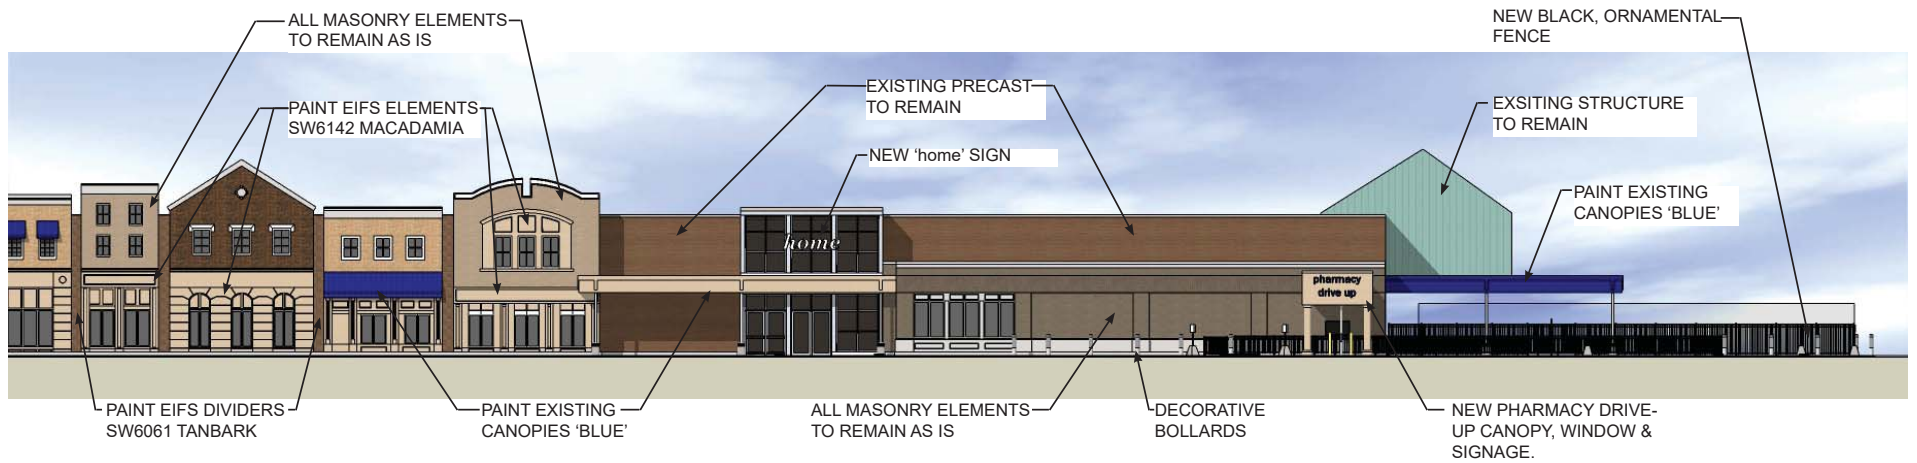 ALL MASONRY ELEMENTS
TO REMAIN AS IS
NEW BLACK, ORNAMENTAL
FENCE
PAINT EIFS ELEMENTS
SW6142 MACADAMIA
EXISTING PRECAST
TO REMAIN
EXSITING STRUCTURE
TO REMAIN
NEW ‘home’ SIGN
PAINT EXISTING
CANOPIES ‘BLUE’
home
pharmacy
drive up
PAINT EIFS DIVIDERS
SW6061 TANBARK
PAINT EXISTING
CANOPIES ‘BLUE’
ALL MASONRY ELEMENTS
TO REMAIN AS IS
DECORATIVE
BOLLARDS
NEW PHARMACY DRIVE-
UP CANOPY, WINDOW &
SIGNAGE.